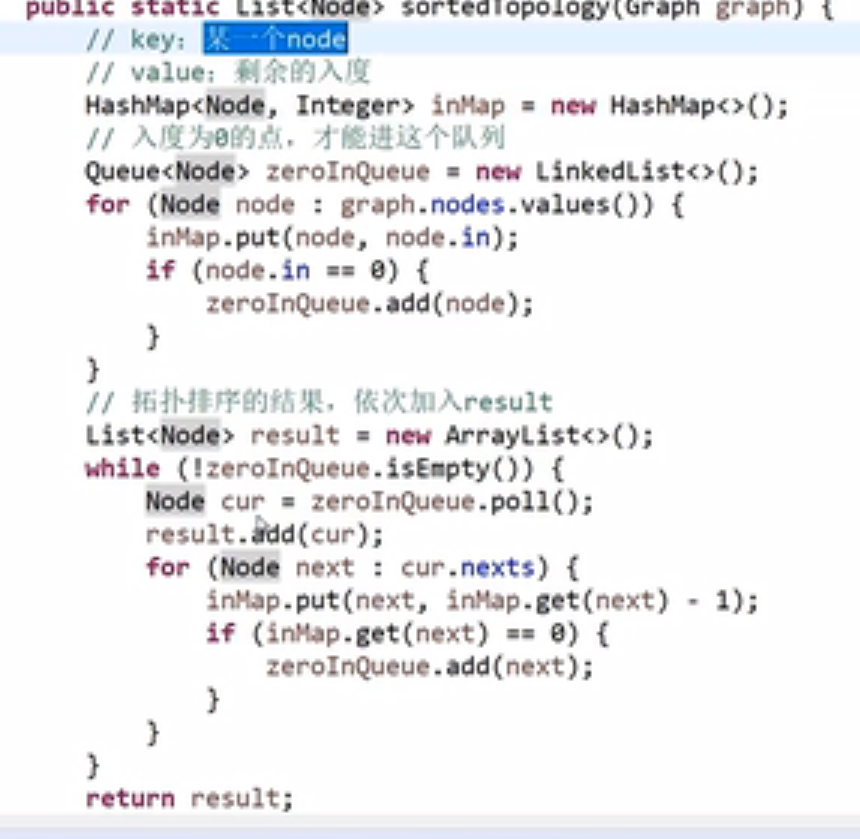 public static List<Node> sortedTopology(Graph graph) {
// key：某一个node
// value：剩余的入度
HashMap<Node, Integer> inMap = new HashMap<>();
// 入度为0的点，才能进这个队列
Queue<Node> zeroInQueue = new LinkedList<>();
for (Node node : graph.nodes.values()) {
inMap.put(node, node.in);
if (node.in == 0) {
zeroInQueue.add(node);
}
}
// 拓扑排序的结果，依次加入result
List<Node> result = new ArrayList<>();
while (!zeroInQueue.isEmpty()) {
Node cur = zeroInQueue.poll();
result.add(cur);
for (Node next : cur.nexts) {
inMap.put(next, inMap.get(next) - 1);
if (inMap.get(next) == 0) {
zeroInQueue.add(next);
}
}
}
return result;